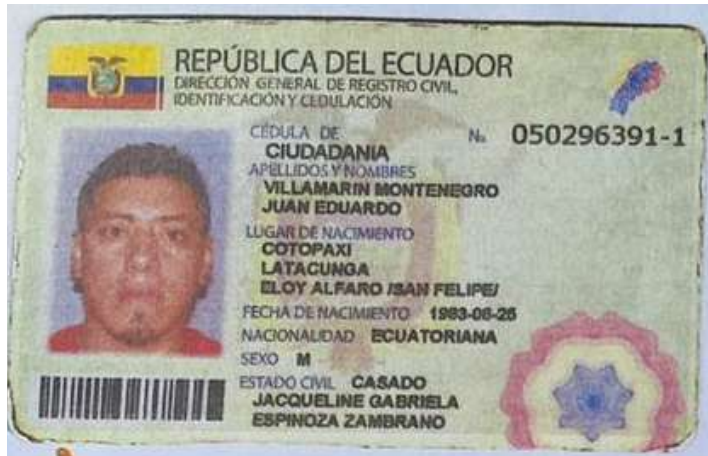 REPÚBLICA DEL ECUADOR
DIRECCIÓN GENERAL DE REGISTRO CIVIL,
IDENTIFICACIÓN Y CEDULACIÓN
CÉDULA DE No. 050296391-1
CIUDADANIA
APELLIDOS Y NOMBRES
VILLAMARIN MONTENEGRO
JUAN EDUARDO
LUGAR DE NACIMIENTO
COTOPAXI
LATACUNGA
ELOY ALFARO /SAN FELIPE/
FECHA DE NACIMIENTO 1983-06-25
NACIONALIDAD ECUATORIANA
SEXO M
ESTADO CIVIL CASADO
JACQUELINE GABRIELA
ESPINOZA ZAMBRANO